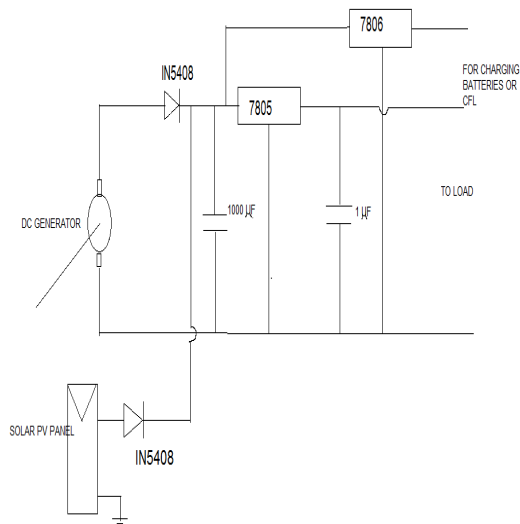 7806
IN5408
FOR CHARGING
BATTERIES OR
CFL
7805
TO LOAD
1000 µF
1 µF
DC GENERATOR
SOLAR PV PANEL
IN5408